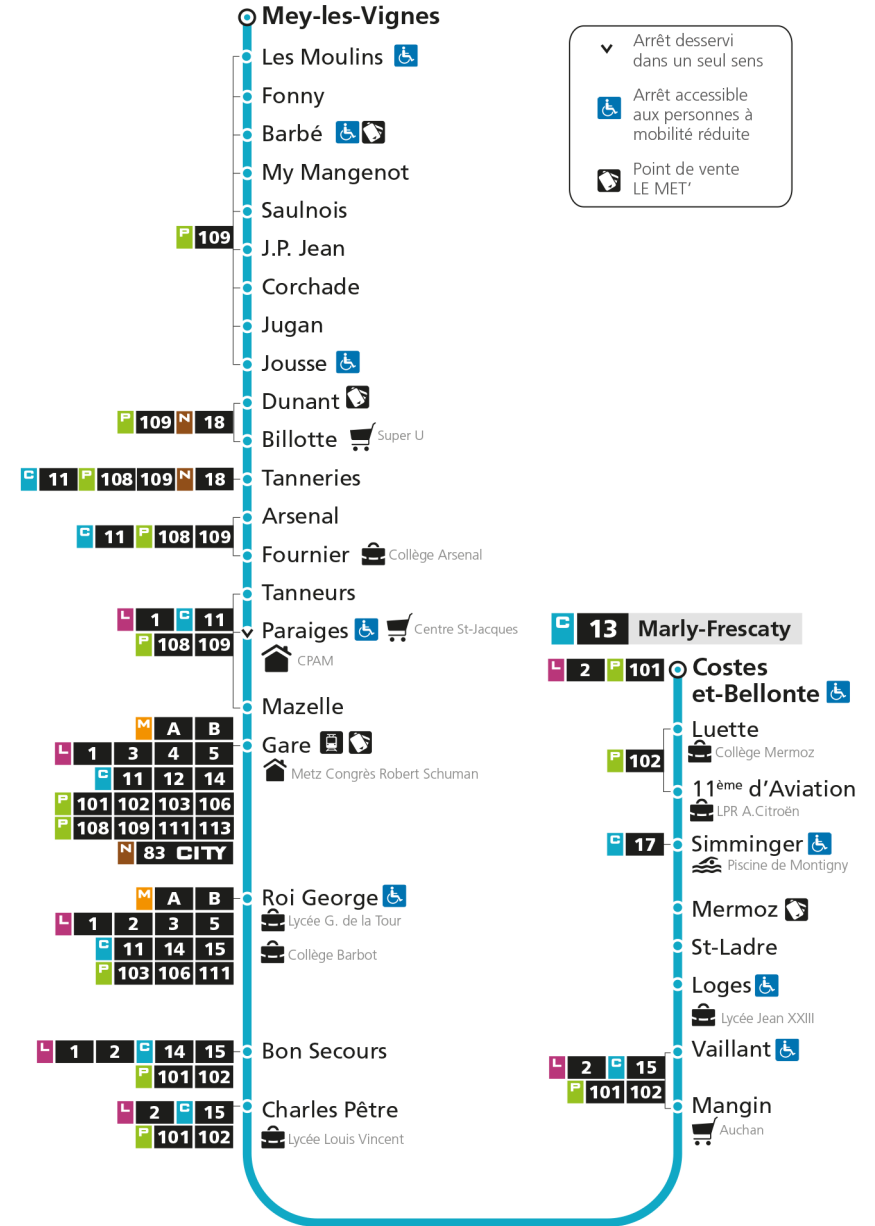 Mey-les-Vignes
Les Moulins
Fonny
Barbé
My Mangenot
Saulnois
P 109
J.P. Jean
Corchade
Jugan
Jousse
Dunant
P 109 N 18
Billotte
Super U
C 11 P 108 109 N 18
Tanneries
Arsenal
C 11 P 108 109
Fournier
Collège Arsenal
Tanneurs
L 1 C 11
P 108 109
Paraiges
Centre St-Jacques
CPAM
Mazelle
M A B
L 1 3 4 5
C 11 12 14
P 101 102 103 106
P 108 109 111 113
N 83 CITY
Gare
Metz Congrès Robert Schuman
M A B
L 1 2 3 5
C 11 14 15
P 103 106 111
Roi George
Lycée G. de la Tour
Collège Barbot
L 1 2 C 14 15
P 101 102
Bon Secours
L 2 C 15
P 101 102
Charles Pêtre
Lycée Louis Vincent
Arrêt desservi
dans un seul sens
Arrêt accessible
aux personnes à
mobilité réduite
Point de vente
LE MET'
C 13 Marly-Frescaty
L 2 P 101
Costes
et-Bellonte
Luette
Collège Mermoz
P 102
11ème d'Aviation
LPR A.Citroën
C 17
Simminger
Piscine de Montigny
Mermoz
St-Ladre
Loges
Lycée Jean XXIII
Vaillant
L 2 C 15
P 101 102
Mangin
Auchan